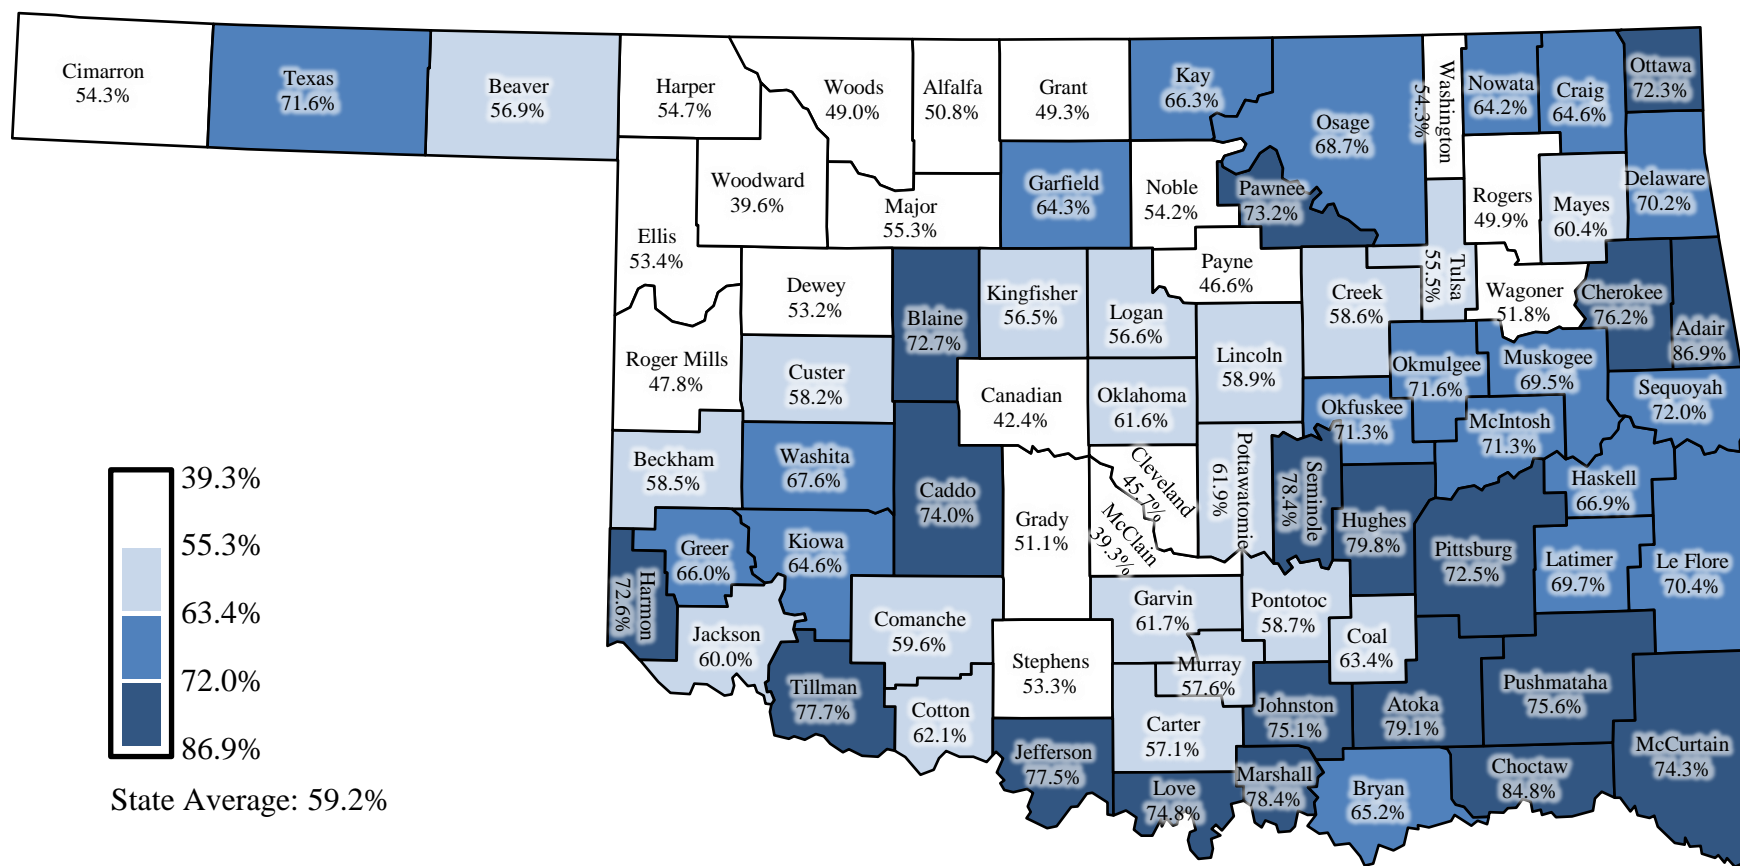 Cimarron
54.3%
Texas
71.6%
Beaver
56.9%
Harper
54.7%
Woods
49.0%
Alfalfa
50.8%
Grant
49.3%
Kay
66.3%
Osage
68.7%
Washington
54.3%
Nowata
64.2%
Craig
64.6%
Ottawa
72.3%
Woodward
39.6%
Major
55.3%
Garfield
64.3%
Noble
54.2%
Pawnee
73.2%
Rogers
49.9%
Mayes
60.4%
Delaware
70.2%
Ellis
53.4%
Dewey
53.2%
Blaine
72.7%
Kingfisher
56.5%
Logan
56.6%
Payne
46.6%
Creek
58.6%
Tulsa
55.5%
Wagoner
51.8%
Cherokee
76.2%
Adair
86.9%
Roger Mills
47.8%
Custer
58.2%
Canadian
42.4%
Oklahoma
61.6%
Lincoln
58.9%
Okfuskee
71.3%
Okmulgee
71.6%
Muskogee
69.5%
McIntosh
71.3%
Sequoyah
72.0%
Beckham
58.5%
Washita
67.6%
Caddo
74.0%
Grady
51.1%
Cleveland
45.7%
McClain
39.3%
Pottawatomie
61.9%
Seminole
78.4%
Hughes
79.8%
Pittsburg
72.5%
Haskell
66.9%
Latimer
69.7%
Le Flore
70.4%
Harmon
72.6%
Greer
66.0%
Kiowa
64.6%
Jackson
60.0%
Comanche
59.6%
Tillman
77.7%
Cotton
62.1%
Stephens
53.3%
Garvin
61.7%
Murray
57.6%
Pontotoc
58.7%
Coal
63.4%
Carter
57.1%
Johnston
75.1%
Atoka
79.1%
Pushmataha
75.6%
McCurtain
74.3%
Jefferson
77.5%
Love
74.8%
Marshall
78.4%
Bryan
65.2%
Choctaw
84.8%
39.3%
55.3%
63.4%
72.0%
86.9%
State Average: 59.2%